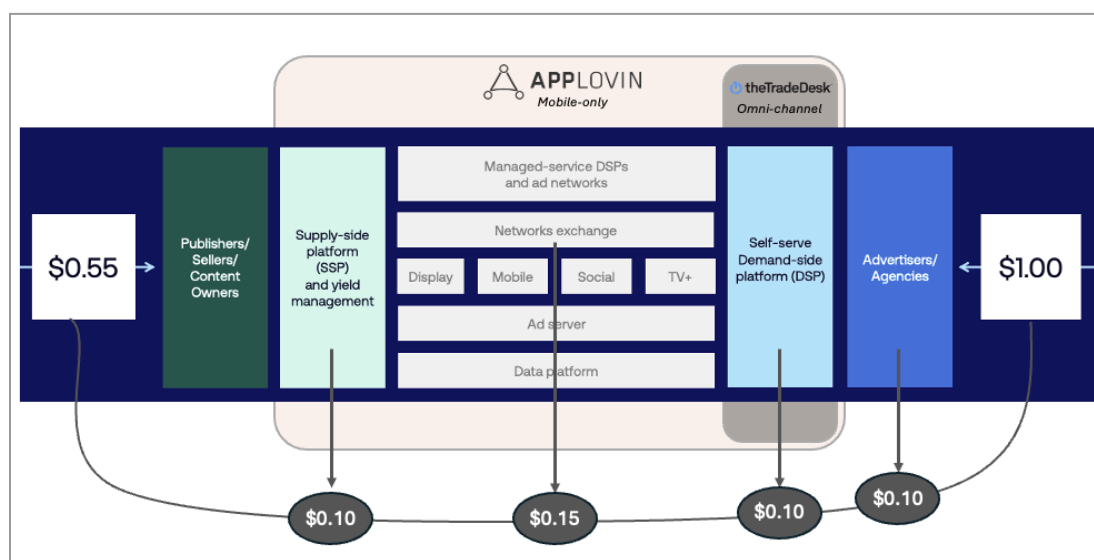 APPLOVIN
Mobile-only
theTradeDesk
Omni-channel
$0.55
Publishers/
Sellers/
Content
Owners
Supply-side
platform
(SSP)
and yield
management
Managed-service DSPs
and ad networks
Networks exchange
Display
Mobile
Social
TV+
Ad server
Data platform
Self-serve
Demand-side
platform (DSP)
Advertisers/
Agencies
$1.00
$0.10
$0.15
$0.10
$0.10